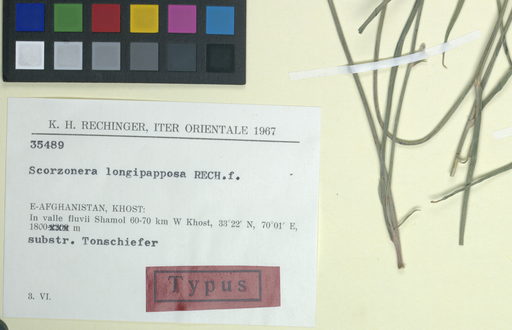 K. H. RECHINGER, ITER ORIENTALE 1967
35489
Scorzonera longipapposa RECH.f.
E-AFGHANISTAN, KHOST:
In valle fluvii Shamol 60-70 km W Khost, 33°22' N, 70°01' E,
1800 m
substr. Tonschiefer
Typus
3. VI.